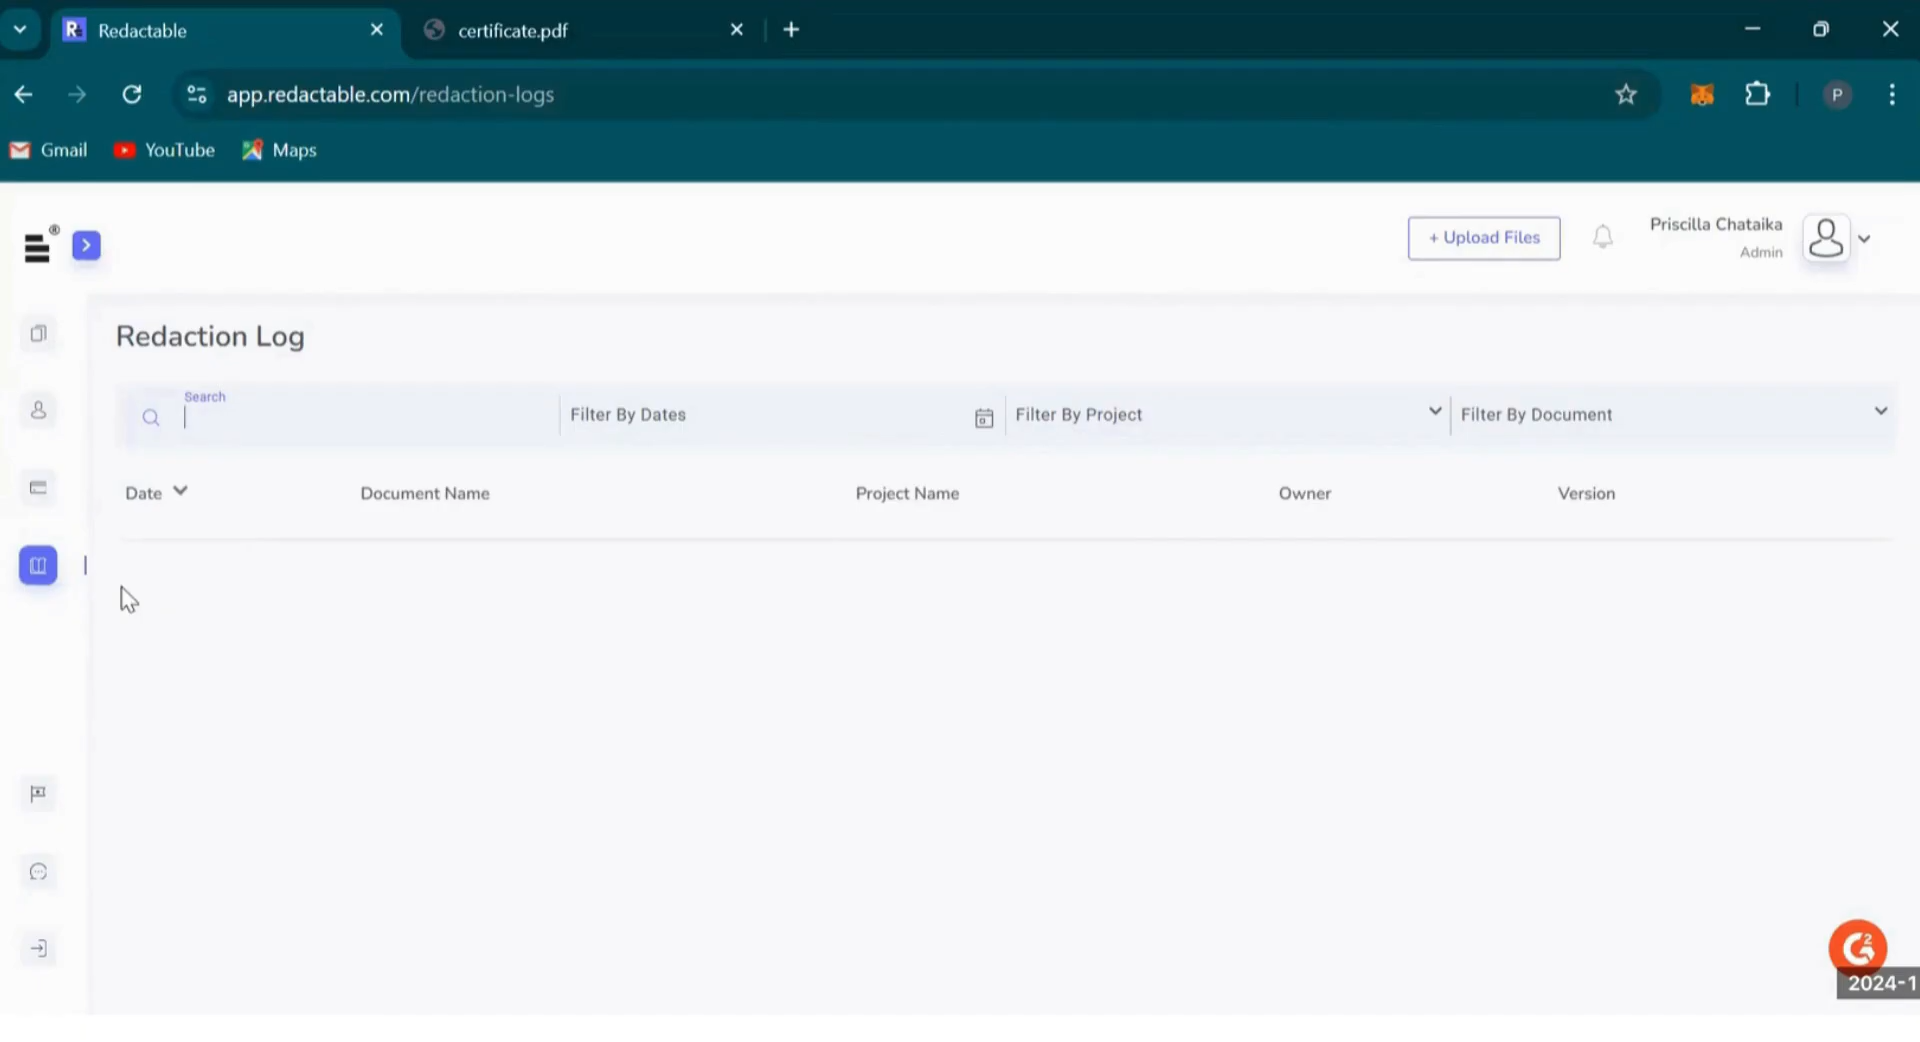 Redactable
certificate.pdf
app.redactable.com/redaction-logs
P
Gmail
YouTube
Maps
®
+ Upload Files
Priscilla Chataika
Admin
Redaction Log
Search
Filter By Dates
Filter By Project
Filter By Document
Date
Document Name
Project Name
Owner
Version
2024-1